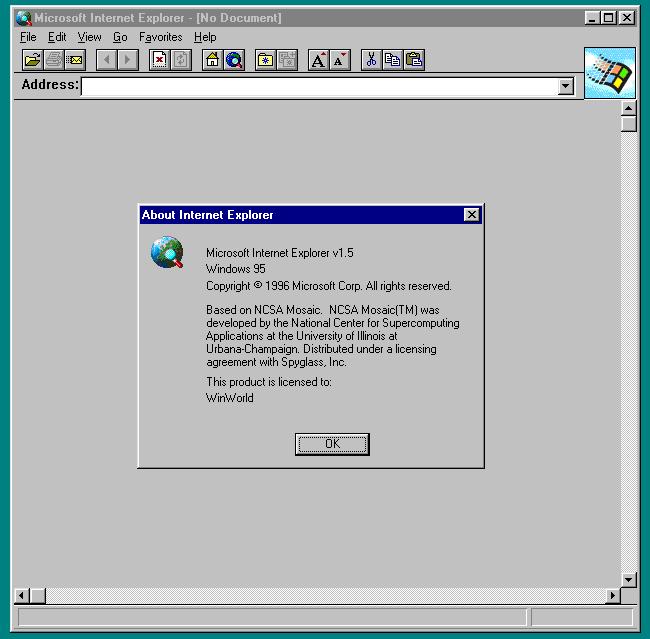 Microsoft Internet Explorer - [No Document]
File Edit View Go Favorites Help
A A
Address:
About Internet Explorer
Microsoft Internet Explorer v1.5
Windows 95
Copyright © 1996 Microsoft Corp. All rights reserved.
Based on NCSA Mosaic. NCSA Mosaic(TM) was
developed by the National Center for Supercomputing
Applications at the University of Illinois at
Urbana-Champaign. Distributed under a licensing
agreement with Spyglass, Inc.
This product is licensed to:
WinWorld
OK